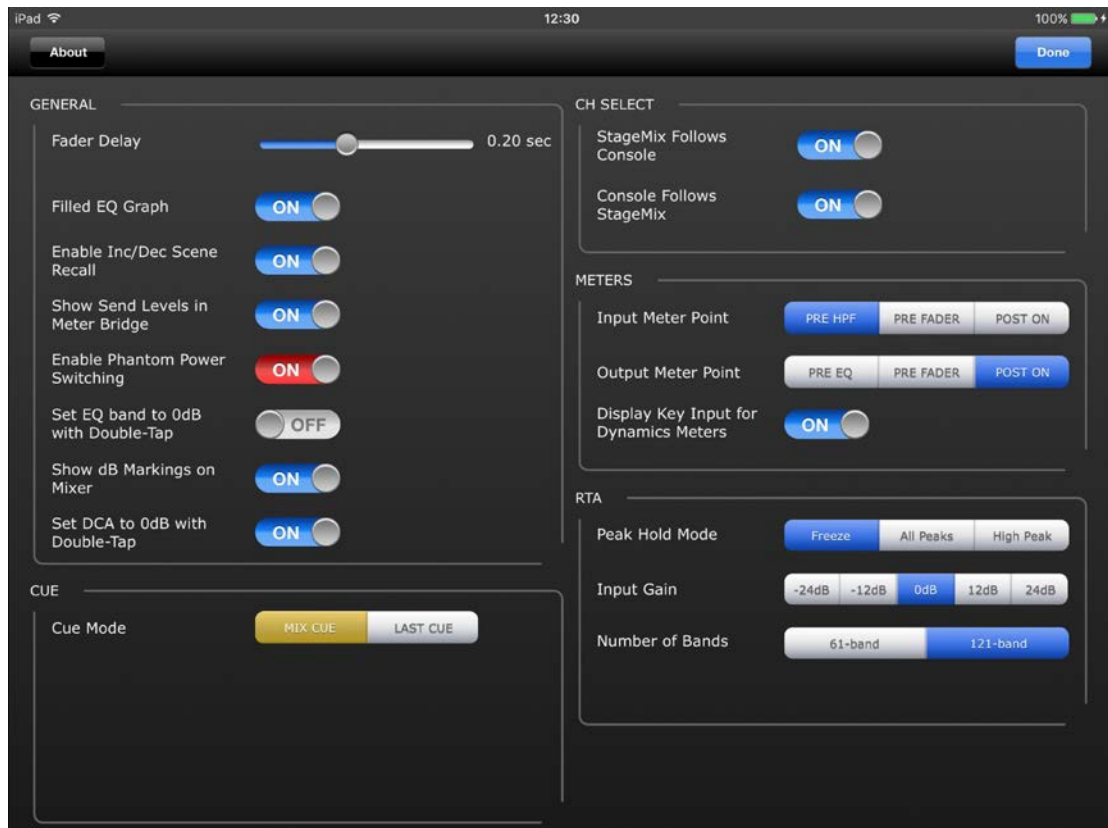 iPad 12:30 100%
About Done
GENERAL
Fader Delay 0.20 sec
Filled EQ Graph ON
Enable Inc/Dec Scene
Recall ON
Show Send Levels in
Meter Bridge ON
Enable Phantom Power
Switching ON
Set EQ band to 0dB
with Double-Tap OFF
Show dB Markings on
Mixer ON
Set DCA to 0dB with
Double-Tap ON
CUE
Cue Mode MIX CUE LAST CUE
CH SELECT
StageMix Follows
Console ON
Console Follows
StageMix ON
METERS
Input Meter Point PRE HPF PRE FADER POST ON
Output Meter Point PRE EQ PRE FADER POST ON
Display Key Input for
Dynamics Meters ON
RTA
Peak Hold Mode Freeze All Peaks High Peak
Input Gain -24dB -12dB 0dB 12dB 24dB
Number of Bands 61-band 121-band